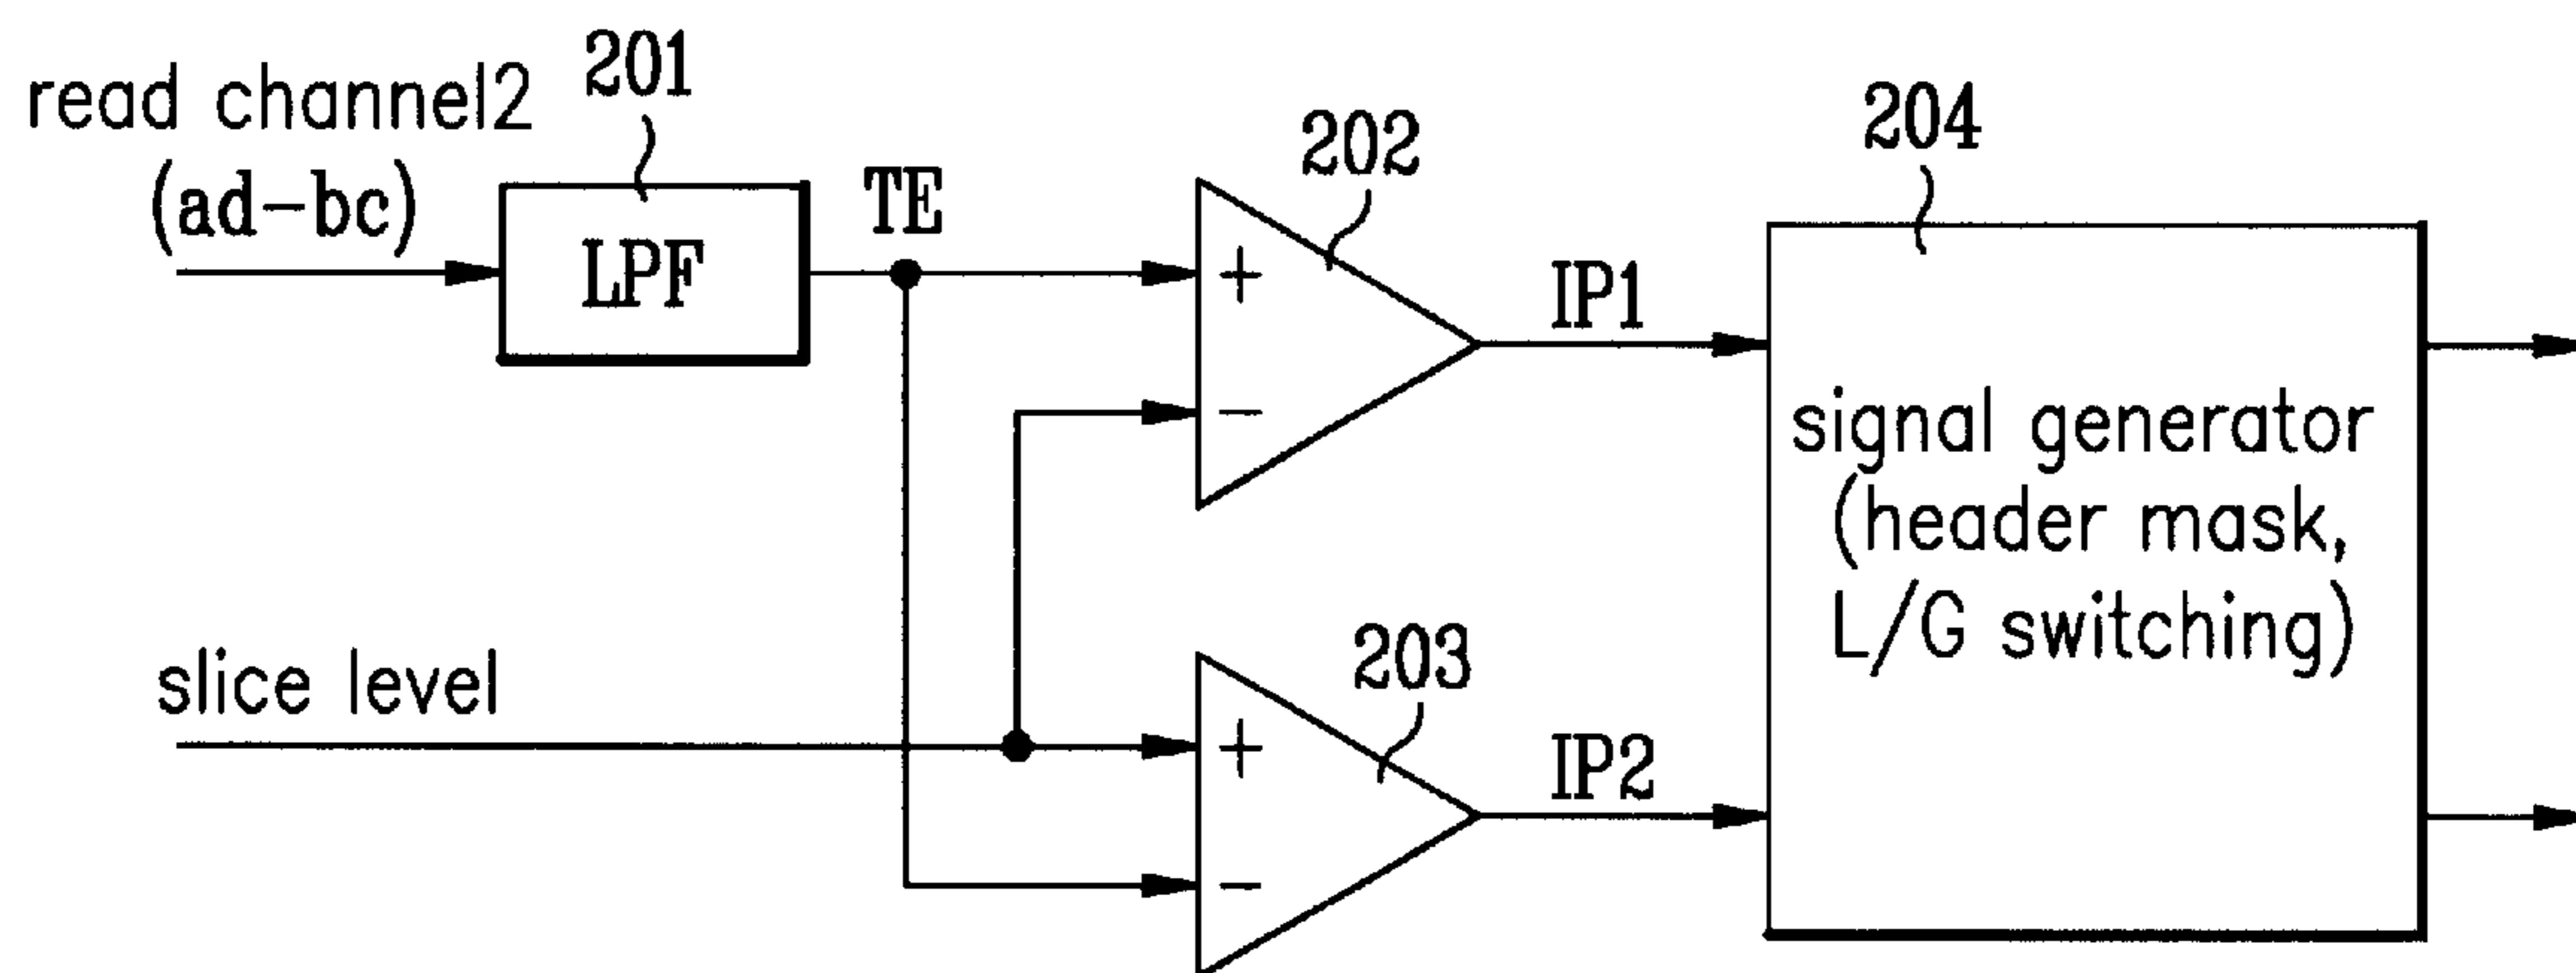 read channel2
(ad-bc)
201
LPF
TE
202
+
−
IP1
204
signal generator
(header mask,
L/G switching)
slice level
203
+
−
IP2